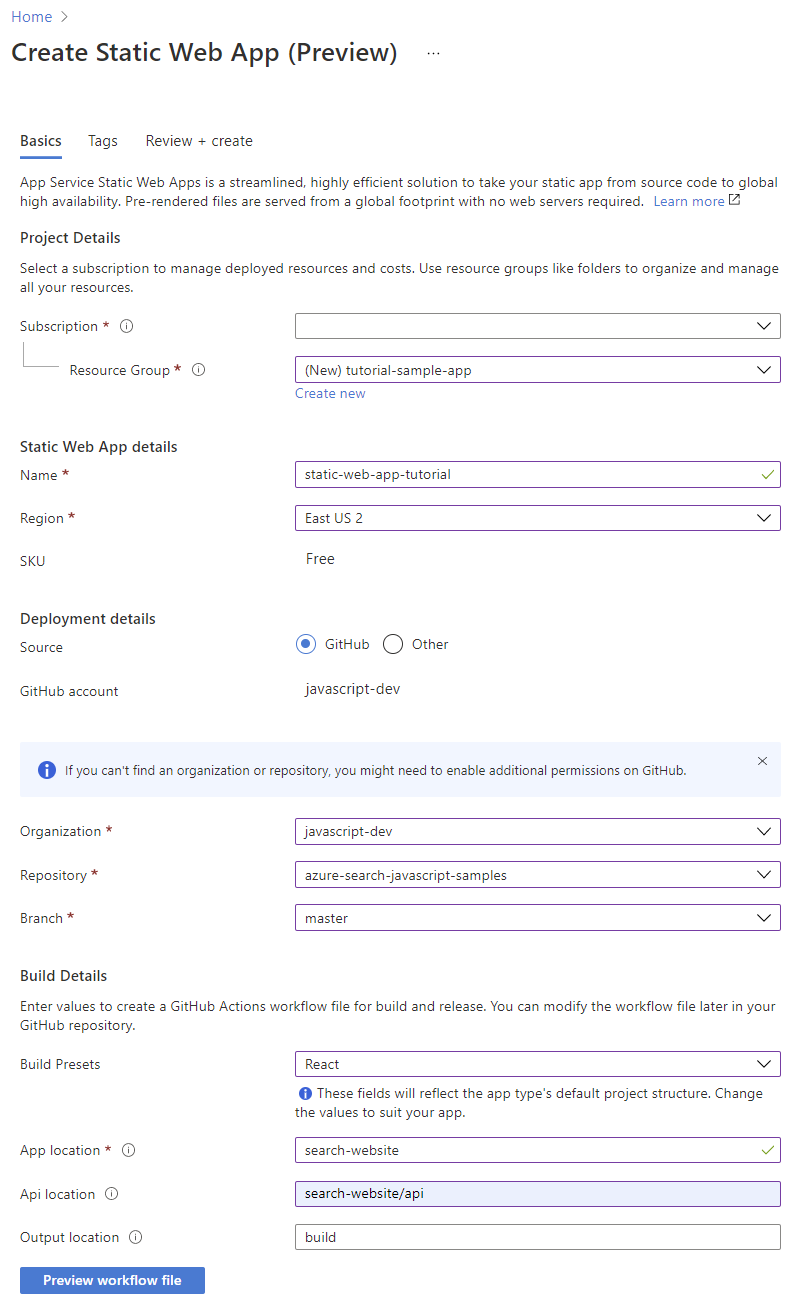 Home >
Create Static Web App (Preview) ...
Basics Tags Review + create
App Service Static Web Apps is a streamlined, highly efficient solution to take your static app from source code to global
high availability. Pre-rendered files are served from a global footprint with no web servers required. Learn more
Project Details
Select a subscription to manage deployed resources and costs. Use resource groups like folders to organize and manage
all your resources.
Subscription *
Resource Group * (New) tutorial-sample-app
Create new
Static Web App details
Name * static-web-app-tutorial
Region * East US 2
SKU Free
Deployment details
Source GitHub Other
GitHub account javascript-dev
If you can't find an organization or repository, you might need to enable additional permissions on GitHub.
Organization * javascript-dev
Repository * azure-search-javascript-samples
Branch * master
Build Details
Enter values to create a GitHub Actions workflow file for build and release. You can modify the workflow file later in your
GitHub repository.
Build Presets React
These fields will reflect the app type's default project structure. Change
the values to suit your app.
App location * search-website
Api location search-website/api
Output location build
Preview workflow file